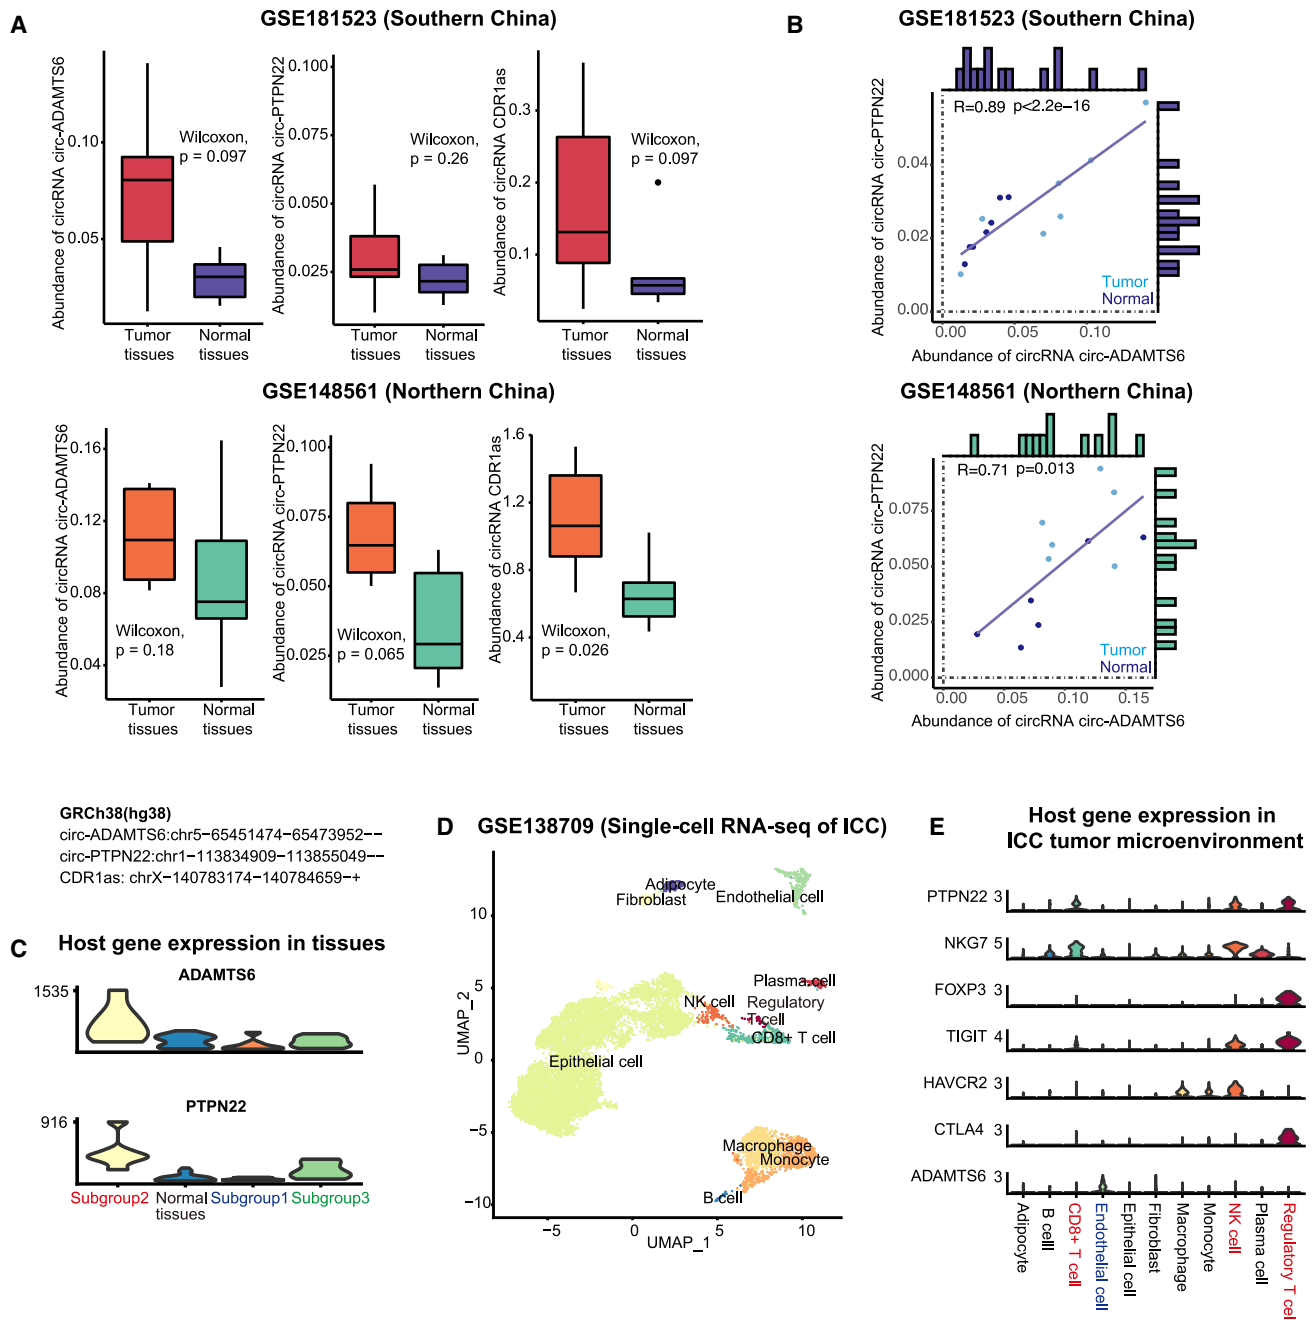 A
GSE181523 (Southern China)
Abundance of circRNA circ-ADAMTS6
0.10
0.05
Wilcoxon,
p = 0.097
Tumor
tissues
Normal
tissues
Abundance of circRNA circ-PTPN22
0.100
0.075
0.050
0.025
Wilcoxon,
p = 0.26
Tumor
tissues
Normal
tissues
Abundance of circRNA CDR1as
0.3
0.2
0.1
Wilcoxon,
p = 0.097
Tumor
tissues
Normal
tissues
GSE148561 (Northern China)
Abundance of circRNA circ-ADAMTS6
0.16
0.12
0.08
0.04
Wilcoxon,
p = 0.18
Tumor
tissues
Normal
tissues
Abundance of circRNA circ-PTPN22
0.100
0.075
0.050
0.025
Wilcoxon,
p = 0.065
Tumor
tissues
Normal
tissues
Abundance of circRNA CDR1as
1.6
1.2
0.8
0.4
Wilcoxon,
p = 0.026
Tumor
tissues
Normal
tissues
B
GSE181523 (Southern China)
Abundance of circRNA circ-PTPN22
R=0.89 p<2.2e−16
0.04
0.02
0.00
Tumor
Normal
0.00 0.05 0.10
Abundance of circRNA circ-ADAMTS6
GSE148561 (Northern China)
Abundance of circRNA circ-PTPN22
R=0.71 p=0.013
0.075
0.050
0.025
0.000
Tumor
Normal
0.00 0.05 0.10 0.15
Abundance of circRNA circ-ADAMTS6
GRCh38(hg38)
circ-ADAMTS6:chr5−65451474−65473952−−
circ-PTPN22:chr1−113834909−113855049−−
CDR1as: chrX−140783174−140784659−+
C
Host gene expression in tissues
ADAMTS6
1535
PTPN22
916
Subgroup2
Normal
tissues
Subgroup1
Subgroup3
D
GSE138709 (Single-cell RNA-seq of ICC)
UMAP_2
10
5
0
−5
−10
Adipocyte
Fibroblast
Endothelial cell
Plasma cell
NK cell
Regulatory
T cell
CD8+ T cell
Epithelial cell
Macrophage
Monocyte
B cell
−5 0 5 10
UMAP_1
E
Host gene expression in
ICC tumor microenvironment
PTPN22 3
NKG7 5
FOXP3 3
TIGIT 4
HAVCR2 3
CTLA4 3
ADAMTS6 3
Adipocyte
B celll
CD8+ T cell
Endothelial cell
Epithelial cell
Fibroblast
Macrophage
Monocyte
NK cell
Plasma cell
Regulatory T cel